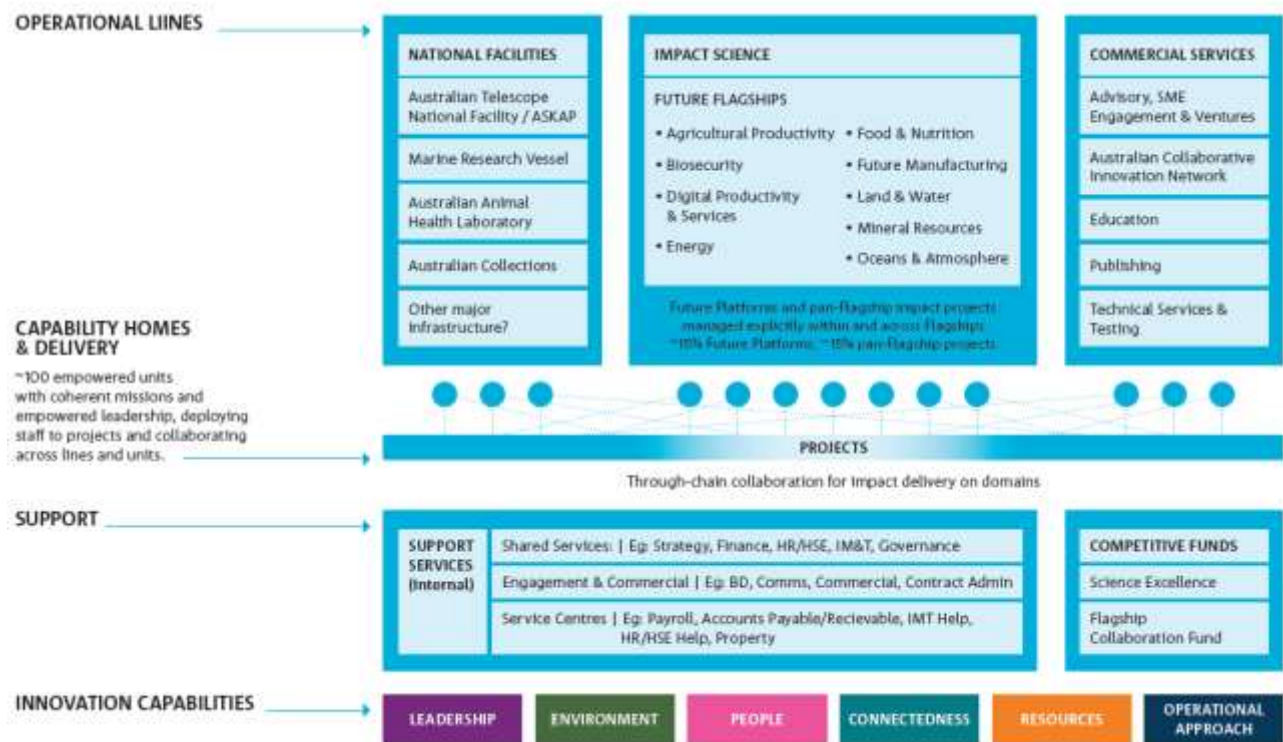 OPERATIONAL LIINES
NATIONAL FACILITIES
Australian Telescope
National Facility / ASKAP
Marine Research Vessel
Australian Animal
Health Laboratory
Australian Collections
Other major
Infrastructure?
IMPACT SCIENCE
FUTURE FLAGSHIPS
• Agricultural Productivity
• Biosecurity
• Digital Productivity
& Services
• Energy
• Food & Nutrition
• Future Manufacturing
• Land & Water
• Mineral Resources
• Oceans & Atmosphere
Future Platforms and pan-Flagship impact projects
managed explicitly within and across Flagships
~15% Future Platforms, ~15% pan-Flagship projects
COMMERCIAL SERVICES
Advisory, SME
Engagement & Ventures
Australian Collaborative
Innovation Network
Education
Publishing
Technical Services &
Testing
CAPABILITY HOMES
& DELIVERY
~100 empowered units
with coherent missions and
empowered leadership, deploying
staff to projects and collaborating
across lines and units.
PROJECTS
Through-chain collaboration for impact delivery on domains
SUPPORT
SUPPORT
SERVICES
(Internal)
Shared Services: | Eg: Strategy, Finance, HR/HSE, IM&T, Governance
Engagement & Commercial | Eg: BD, Comms, Commercial, Contract Admin
Service Centres | Eg: Payroll, Accounts Payable/Recievable, IMT Help,
HR/HSE Help, Property
COMPETITIVE FUNDS
Science Excellence
Flagship
Collaboration Fund
INNOVATION CAPABILITIES
LEADERSHIP
ENVIRONMENT
PEOPLE
CONNECTEDNESS
RESOURCES
OPERATIONAL
APPROACH